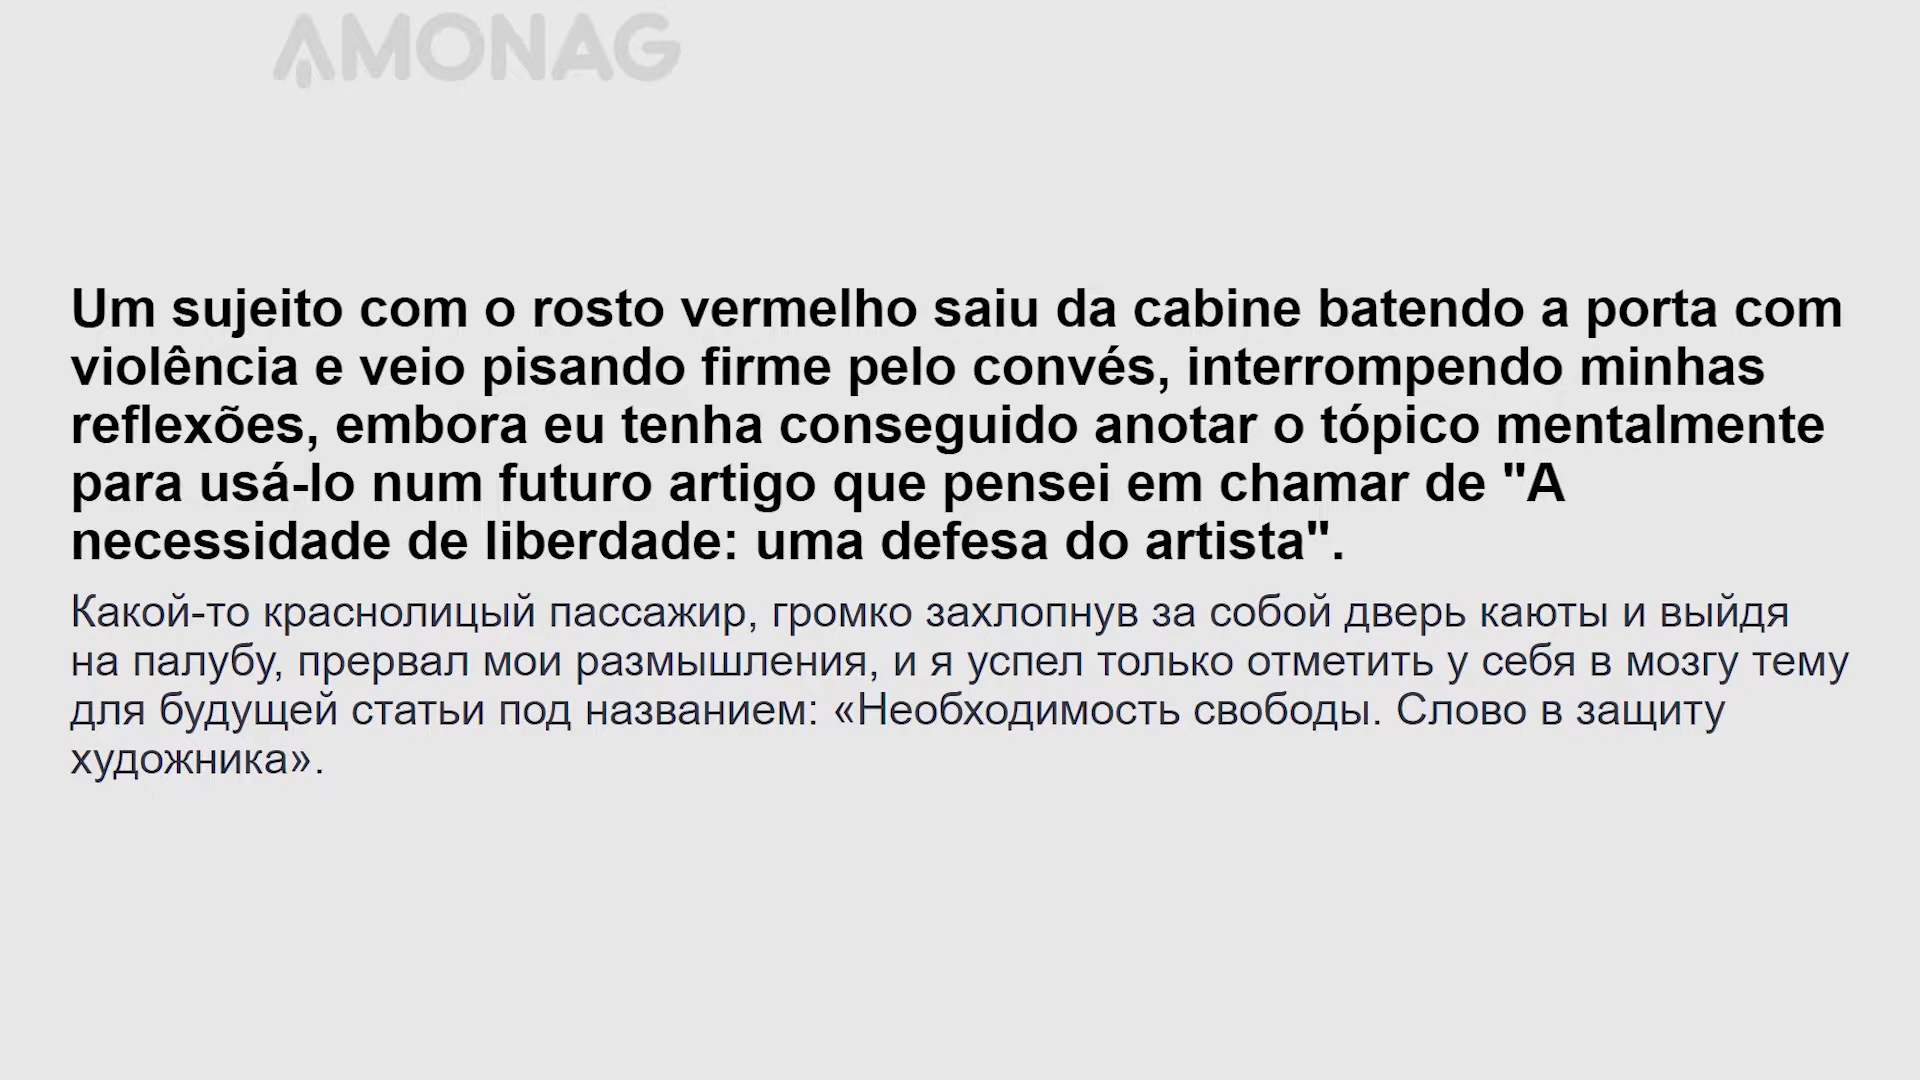 AMONAG
Um sujeito com o rosto vermelho saiu da cabine batendo a porta com
violência e veio pisando firme pelo convés, interrompendo minhas
reflexões, embora eu tenha conseguido anotar o tópico mentalmente
para usá-lo num futuro artigo que pensei em chamar de "A
necessidade de liberdade: uma defesa do artista".
Какой-то краснолицый пассажир, громко захлопнув за собой дверь каюты и выйдя
на палубу, прервал мои размышления, и я успел только отметить у себя в мозгу тему
для будущей статьи под названием: «Необходимость свободы. Слово в защиту
художника».